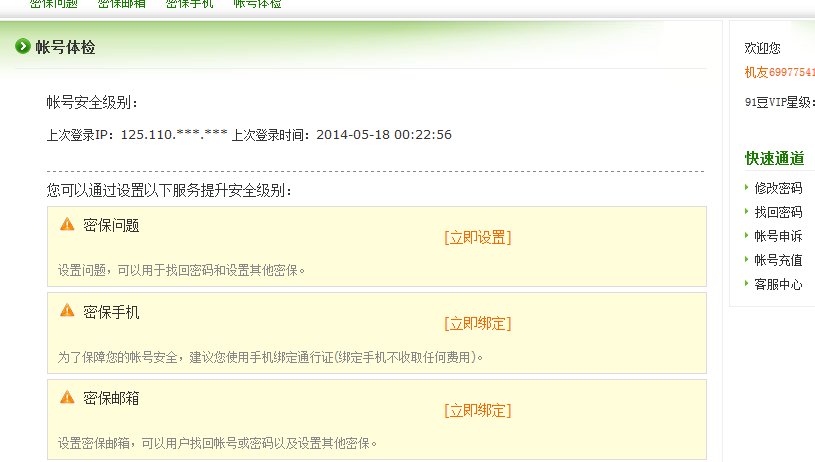 密保问题 密保邮箱 密保手机 帐号体检
帐号体检
帐号安全级别：
上次登录IP：125.110.***.*** 上次登录时间：2014-05-18 00:22:56
您可以通过设置以下服务提升安全级别：
密保问题
[立即设置]
设置问题，可以用于找回密码和设置其他密保。
密保手机
[立即绑定]
为了保障您的帐号安全，建议您使用手机绑定通行证(绑定手机不收取任何费用)。
密保邮箱
[立即绑定]
设置密保邮箱，可以用户找回帐号或密码以及设置其他密保。
欢迎您
机友69977541
91豆VIP星级：
快速通道
修改密码
找回密码
帐号申诉
帐号充值
客服中心